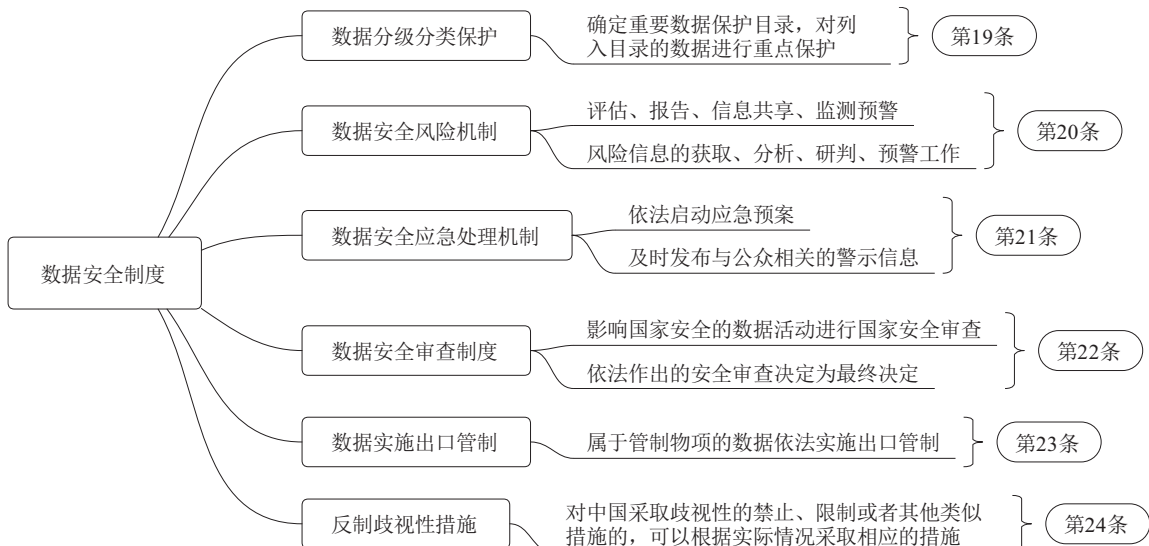 数据安全制度
数据分级分类保护
确定重要数据保护目录，对列
入目录的数据进行重点保护
第19条
数据安全风险机制
评估、报告、信息共享、监测预警
风险信息的获取、分析、研判、预警工作
第20条
数据安全应急处理机制
依法启动应急预案
及时发布与公众相关的警示信息
第21条
数据安全审查制度
影响国家安全的数据活动进行国家安全审查
依法作出的安全审查决定为最终决定
第22条
数据实施出口管制
属于管制物项的数据依法实施出口管制
第23条
反制歧视性措施
对中国采取歧视性的禁止、限制或者其他类似
措施的，可以根据实际情况采取相应的措施
第24条